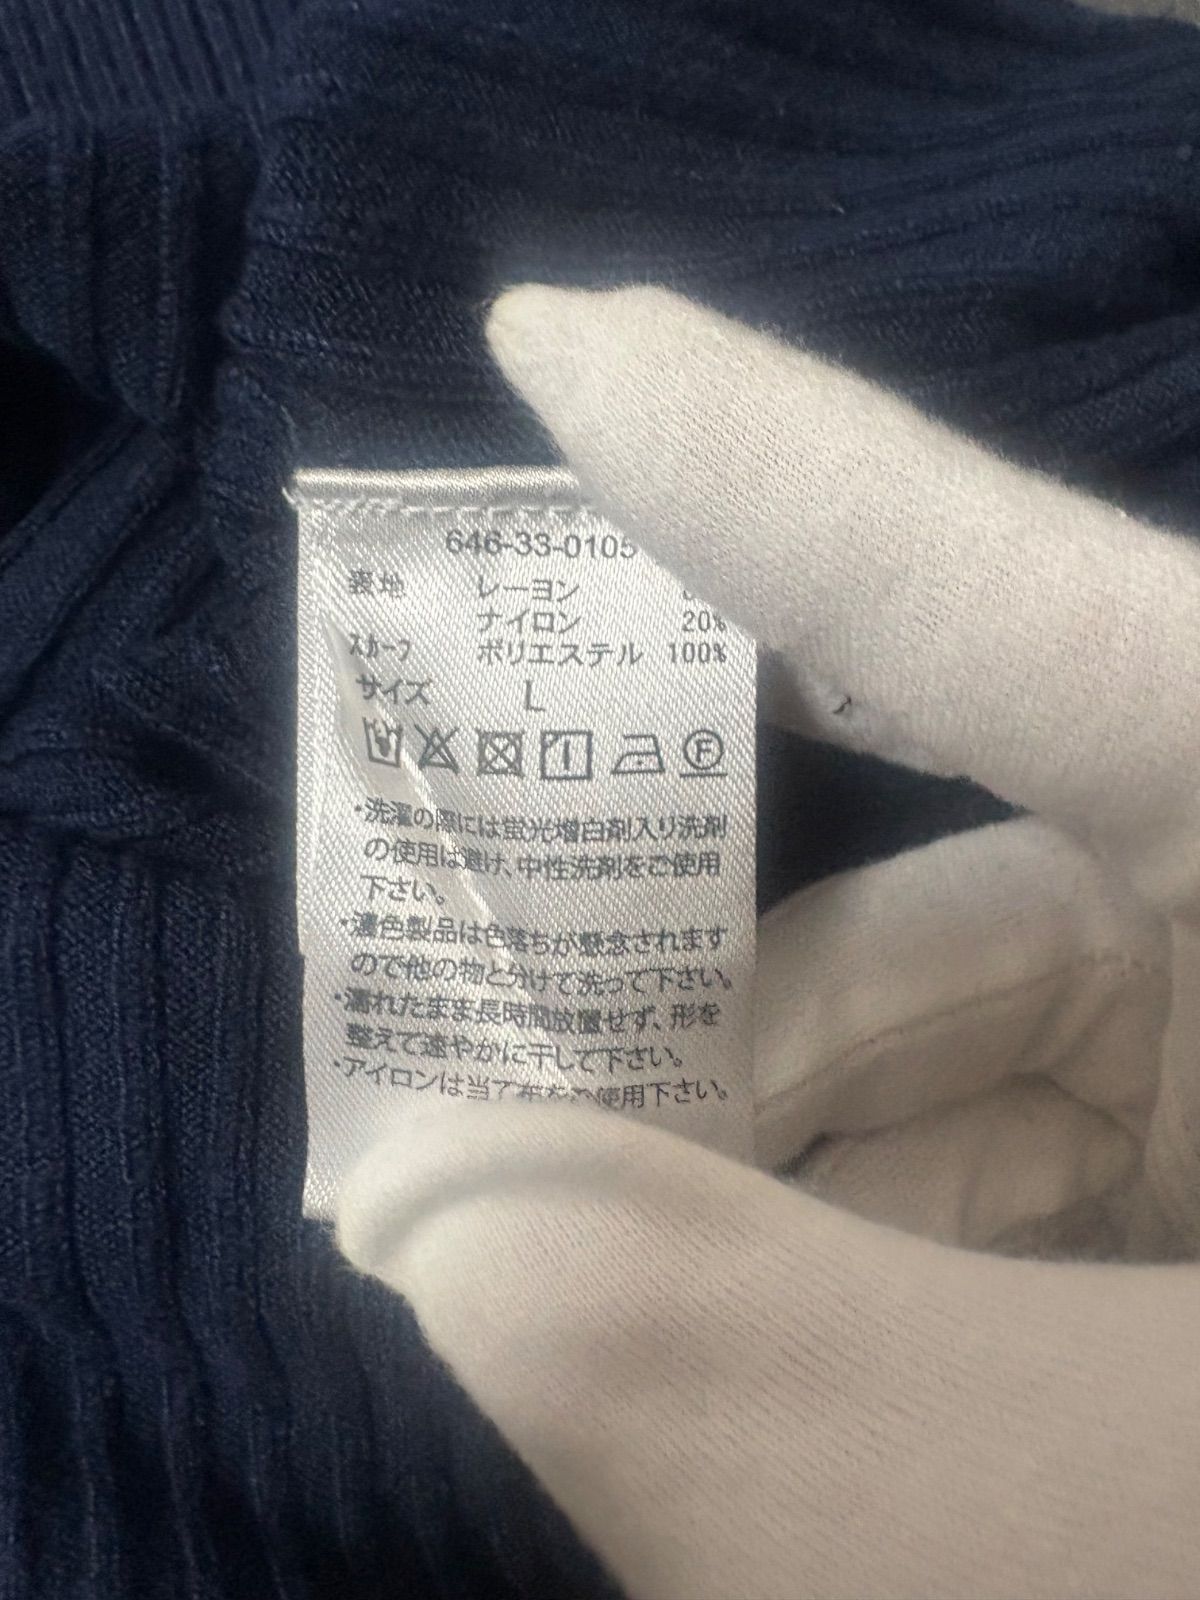 646-33-0105
表地 レーヨン
ナイロン 20%
スカーフ ポリエステル 100%
サイズ L
F
・洗濯の際には蛍光増白剤入り洗剤
の使用は避け、中性洗剤をご使用
下さい。
・濃色製品は色落ちが懸念されます
ので他の物と分けて洗って下さい。
・濡れたまま長時間放置せず、形を
整えて速やかに干して下さい。
・アイロンは当て布をご使用下さい。